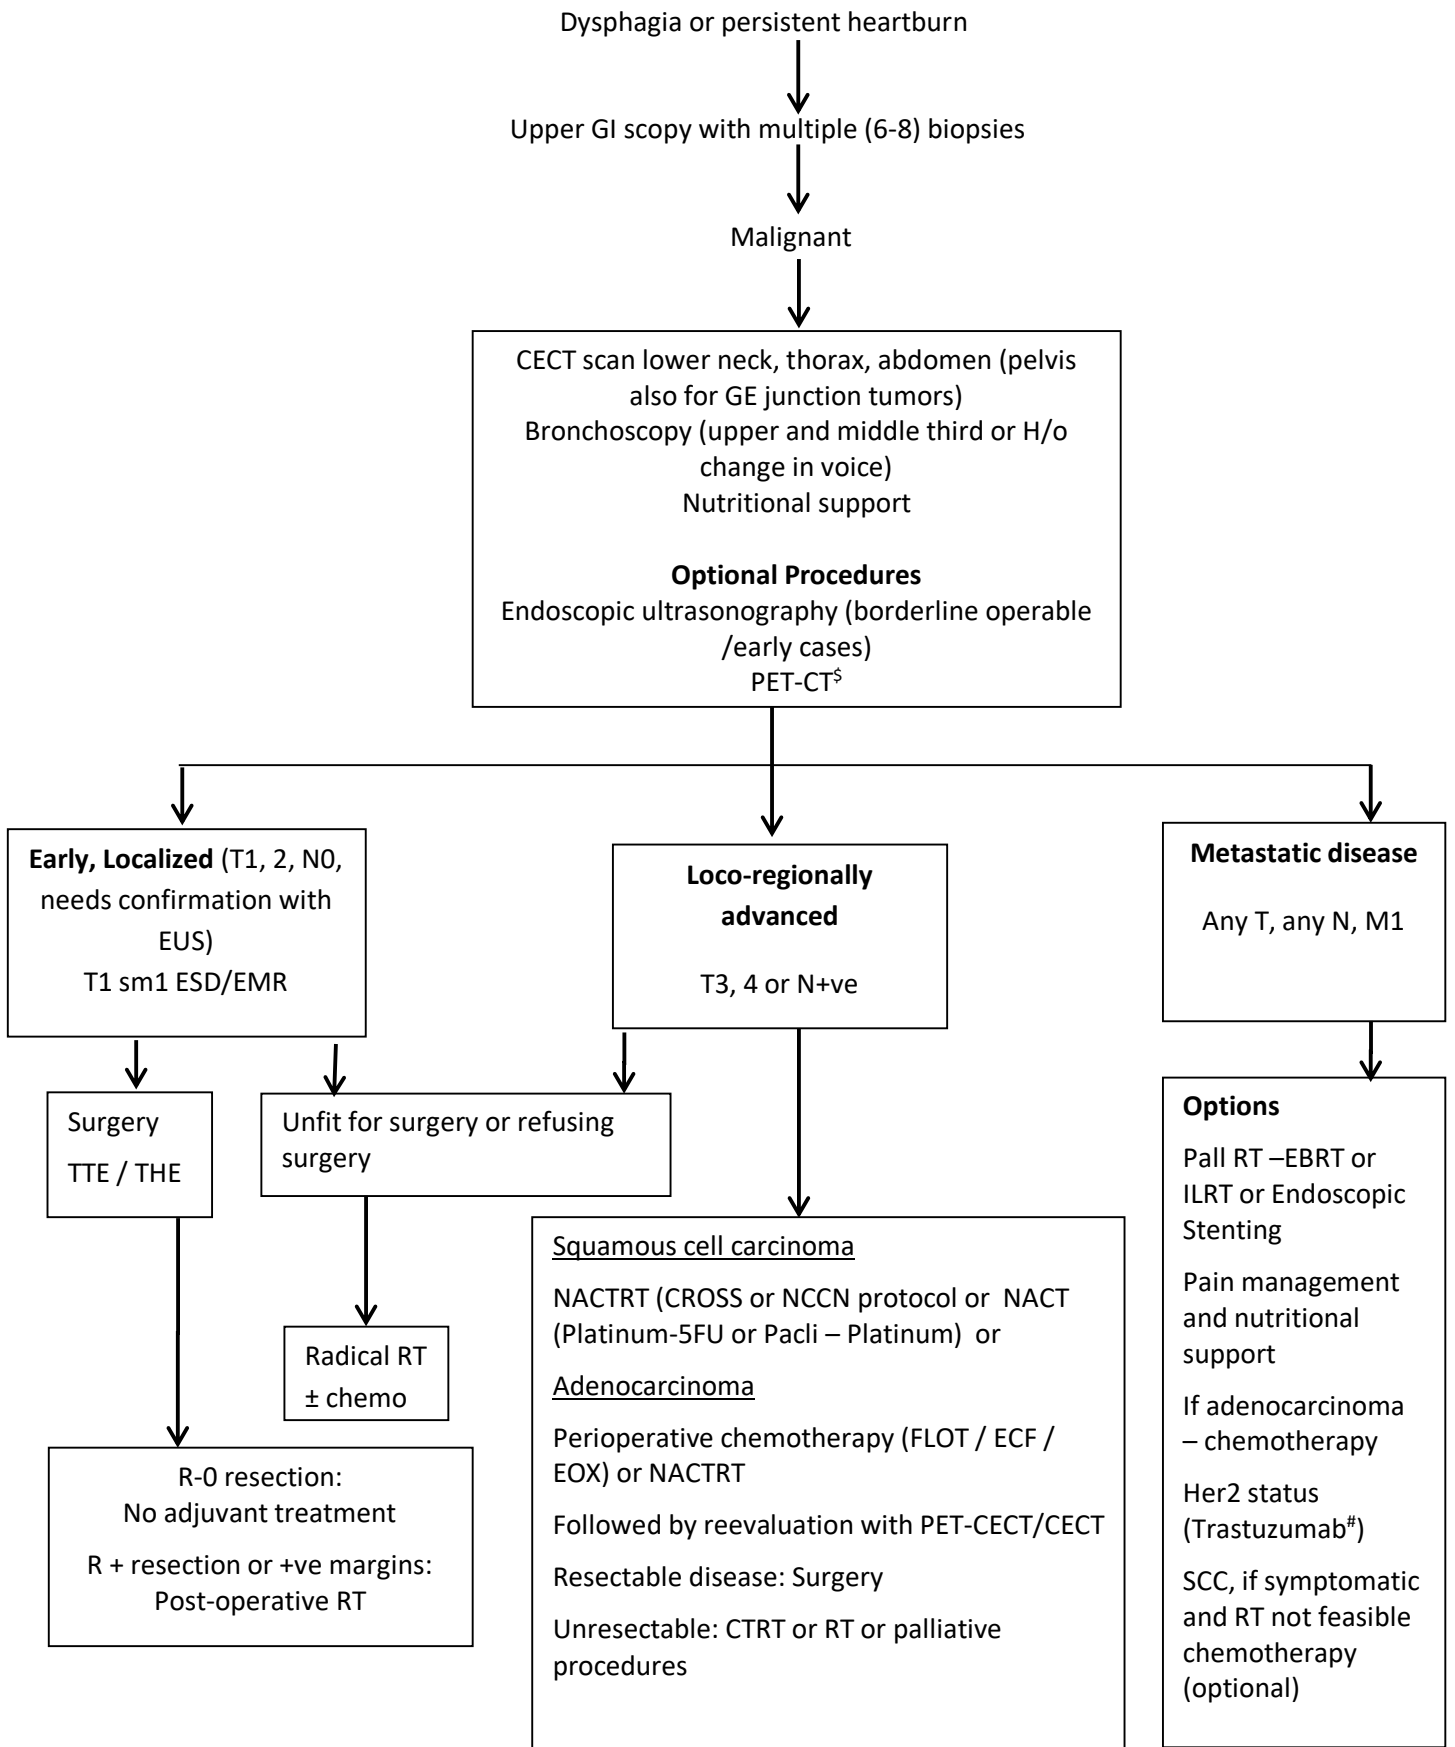 Dysphagia or persistent heartburn
Upper GI scopy with multiple (6-8) biopsies
Malignant
CECT scan lower neck, thorax, abdomen (pelvis
also for GE junction tumors)
Bronchoscopy (upper and middle third or H/o
change in voice)
Nutritional support
Optional Procedures
Endoscopic ultrasonography (borderline operable
/early cases)
PET-CT$
Early, Localized (T1, 2, N0,
needs confirmation with
EUS)
T1 sm1 ESD/EMR
Loco-regionally
advanced
T3, 4 or N+ve
Metastatic disease
Any T, any N, M1
Surgery
TTE / THE
Unfit for surgery or refusing
surgery
Radical RT
± chemo
R-0 resection:
No adjuvant treatment
R + resection or +ve margins:
Post-operative RT
Squamous cell carcinoma
NACTRT (CROSS or NCCN protocol or NACT
(Platinum-5FU or Pacli – Platinum) or
Adenocarcinoma
Perioperative chemotherapy (FLOT / ECF /
EOX) or NACTRT
Followed by reevaluation with PET-CECT/CECT
Resectable disease: Surgery
Unresectable: CTRT or RT or palliative
procedures
Options
Pall RT –EBRT or
ILRT or Endoscopic
Stenting
Pain management
and nutritional
support
If adenocarcinoma
– chemotherapy
Her2 status
(Trastuzumab#)
SCC, if symptomatic
and RT not feasible
chemotherapy
(optional)